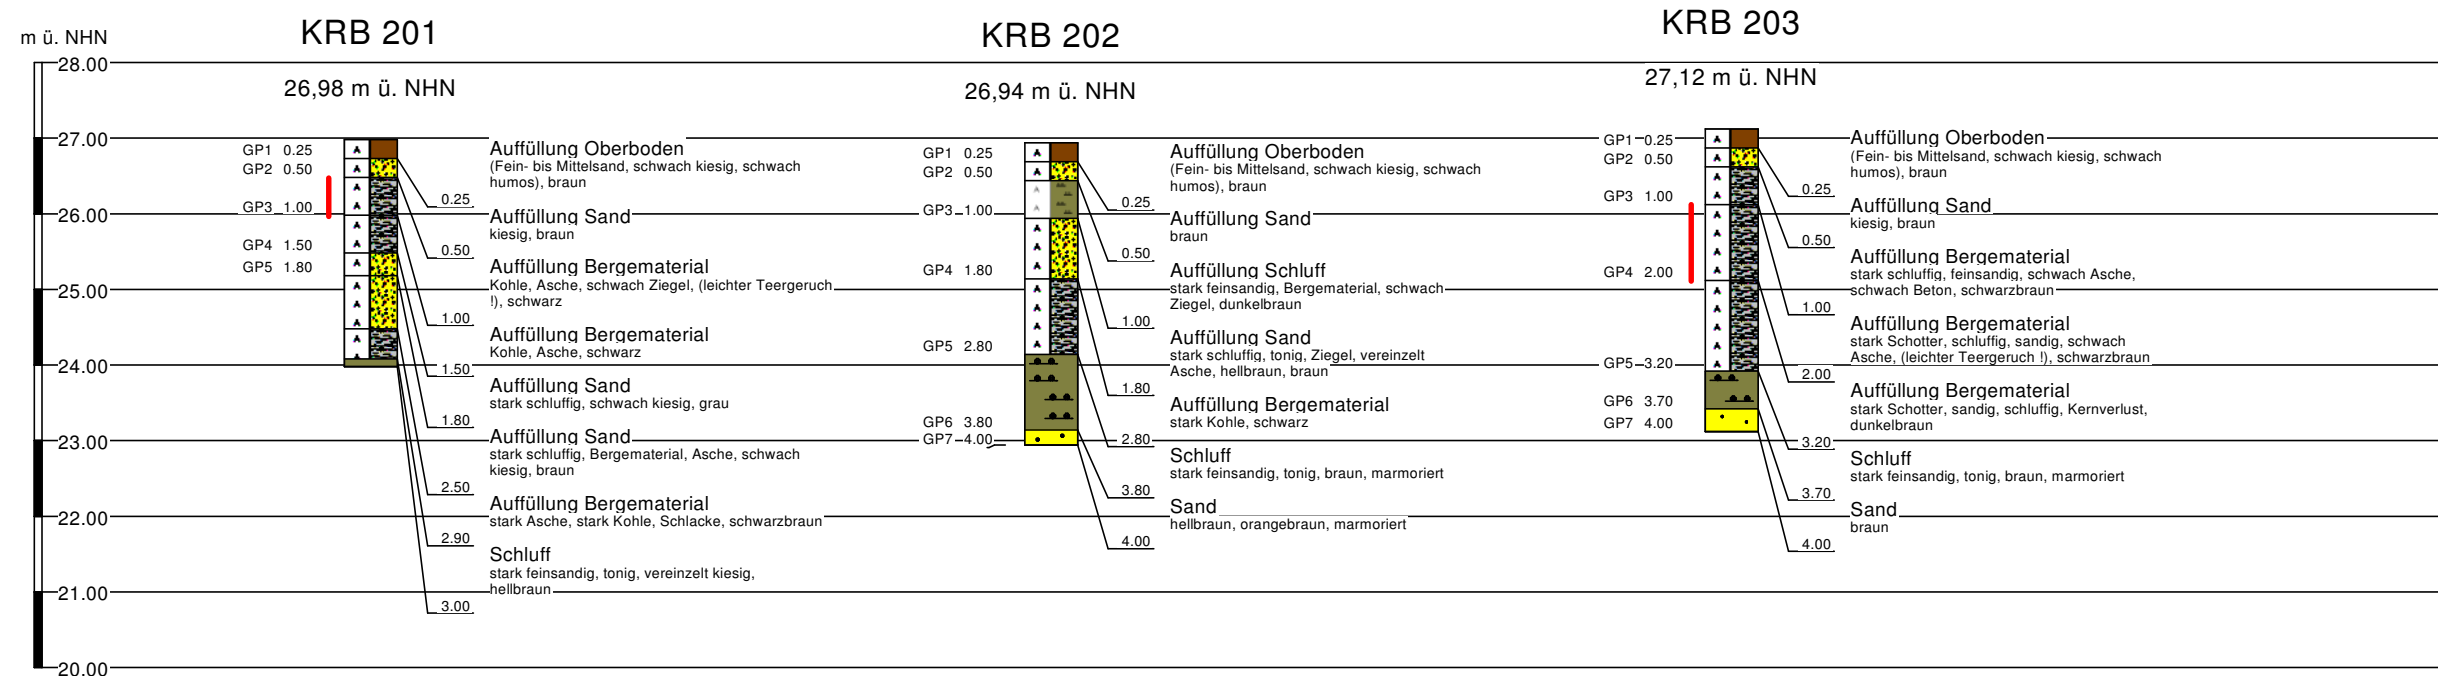 m ü. NHN
28.00
27.00
26.00
25.00
24.00
23.00
22.00
21.00
20.00
KRB 201
26,98 m ü. NHN
GP1 0.25
GP2 0.50
GP3 1.00
GP4 1.50
GP5 1.80
0.25
0.50
1.00
1.50
1.80
2.50
2.90
3.00
Auffüllung Oberboden
(Fein- bis Mittelsand, schwach kiesig, schwach
humos), braun
Auffüllung Sand
kiesig, braun
Auffüllung Bergematerial
Kohle, Asche, schwach Ziegel, (leichter Teergeruch
!), schwarz
Auffüllung Bergematerial
Kohle, Asche, schwarz
Auffüllung Sand
stark schluffig, schwach kiesig, grau
Auffüllung Sand
stark schluffig, Bergematerial, Asche, schwach
kiesig, braun
Auffüllung Bergematerial
stark Asche, stark Kohle, Schlacke, schwarzbraun
Schluff
stark feinsandig, tonig, vereinzelt kiesig,
hellbraun
KRB 202
26,94 m ü. NHN
GP1 0.25
GP2 0.50
GP3 1.00
GP4 1.80
GP5 2.80
GP6 3.80
GP7 4.00
0.25
0.50
1.00
1.80
2.80
3.80
4.00
Auffüllung Oberboden
(Fein- bis Mittelsand, schwach kiesig, schwach
humos), braun
Auffüllung Sand
braun
Auffüllung Schluff
stark feinsandig, Bergematerial, schwach
Ziegel, dunkelbraun
Auffüllung Sand
stark schluffig, tonig, Ziegel, vereinzelt
Asche, hellbraun, braun
Auffüllung Bergematerial
stark Kohle, schwarz
Schluff
stark feinsandig, tonig, braun, marmoriert
Sand
hellbraun, orangebraun, marmoriert
KRB 203
27,12 m ü. NHN
GP1 0.25
GP2 0.50
GP3 1.00
GP4 2.00
GP5 3.20
GP6 3.70
GP7 4.00
0.25
0.50
1.00
2.00
3.20
3.70
4.00
Auffüllung Oberboden
(Fein- bis Mittelsand, schwach kiesig, schwach
humos), braun
Auffüllung Sand
kiesig, braun
Auffüllung Bergematerial
stark schluffig, feinsandig, schwach Asche,
schwach Beton, schwarzbraun
Auffüllung Bergematerial
stark Schotter, schluffig, sandig, schwach
Asche, (leichter Teergeruch !), schwarzbraun
Auffüllung Bergematerial
stark Schotter, sandig, schluffig, Kernverlust,
dunkelbraun
Schluff
stark feinsandig, tonig, braun, marmoriert
Sand
braun